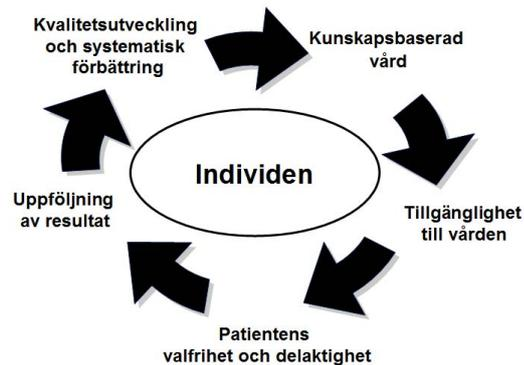 Kvalitetsutveckling
och systematisk
förbättring
Kunskapsbaserad
vård
Individen
Tillgänglighet
till vården
Patientens
valfrihet och delaktighet
Uppföljning
av resultat